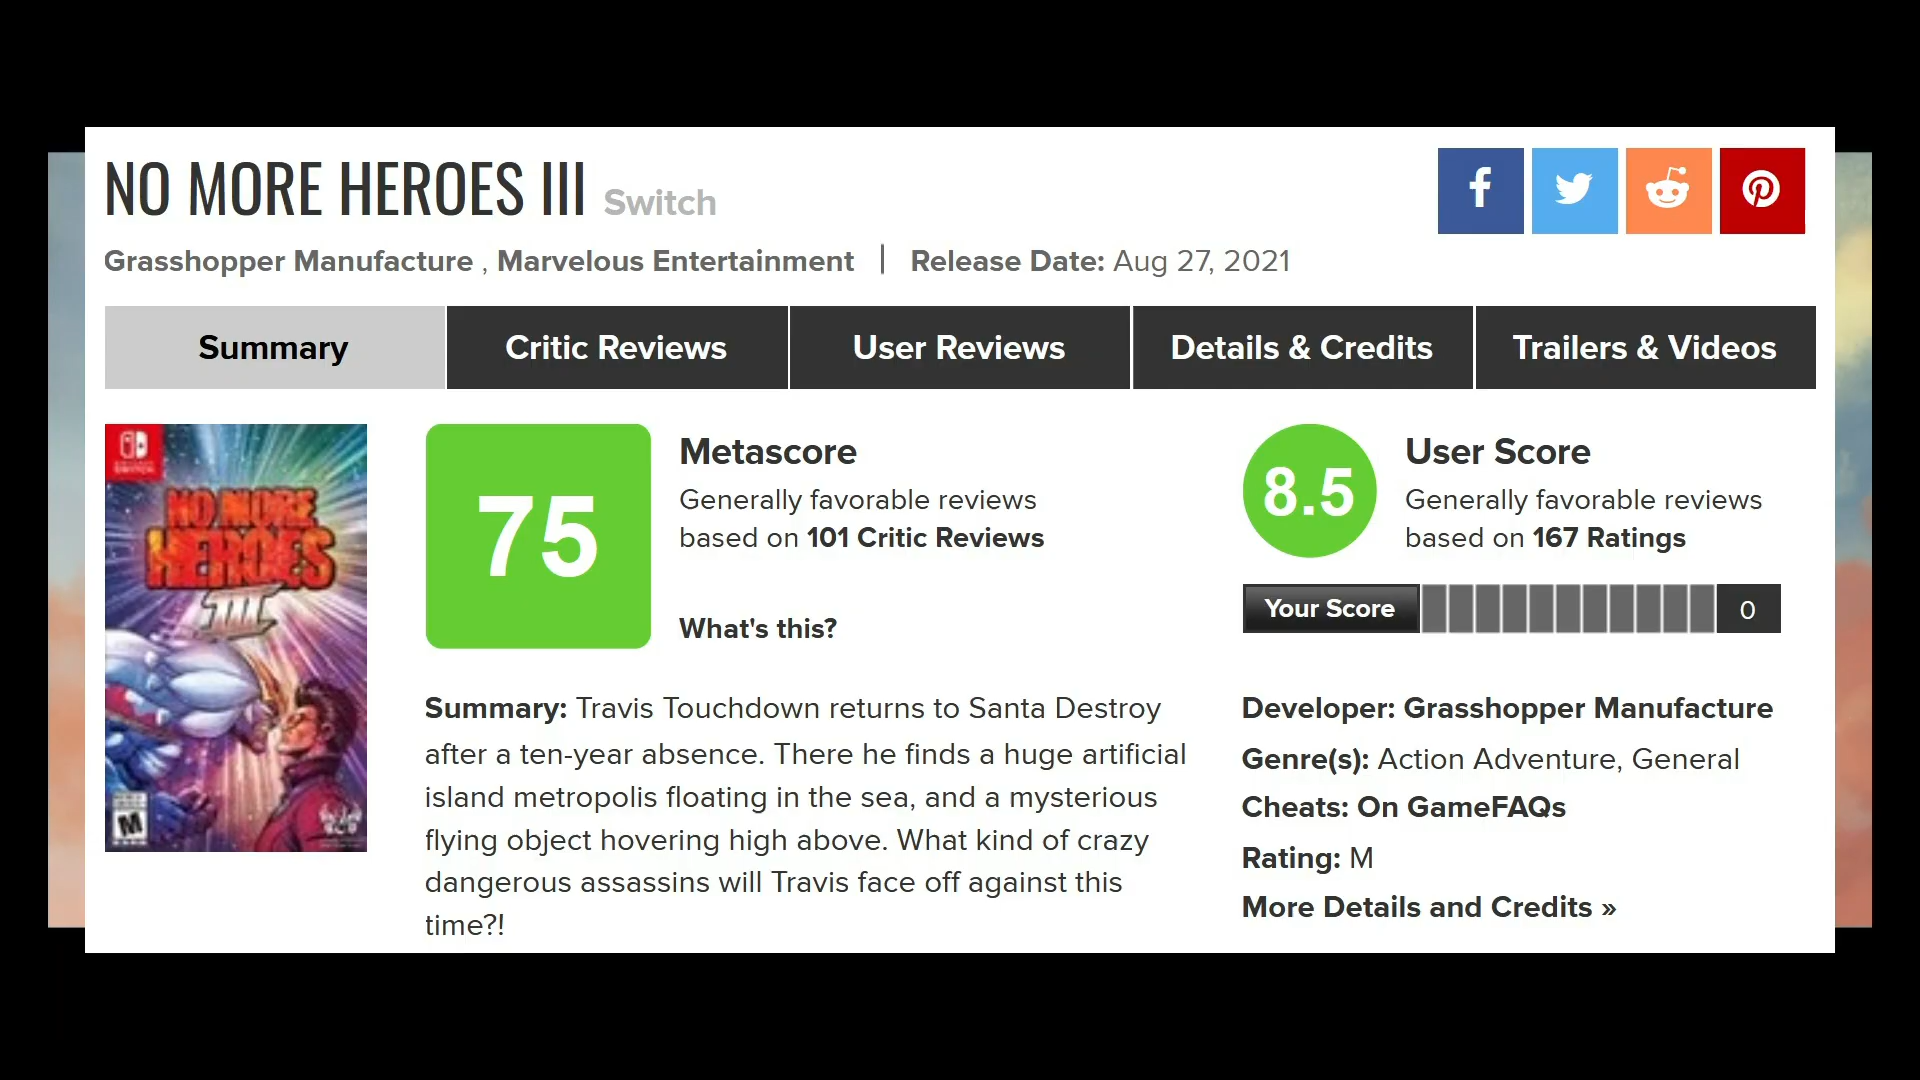 NO MORE HEROES III Switch
Grasshopper Manufacture , Marvelous Entertainment | Release Date: Aug 27, 2021
Summary
Critic Reviews
User Reviews
Details & Credits
Trailers & Videos
NO MORE
HEROES
III
M
75
Metascore
Generally favorable reviews
based on 101 Critic Reviews
What's this?
8.5
User Score
Generally favorable reviews
based on 167 Ratings
Your Score
0
Summary: Travis Touchdown returns to Santa Destroy
after a ten-year absence. There he finds a huge artificial
island metropolis floating in the sea, and a mysterious
flying object hovering high above. What kind of crazy
dangerous assassins will Travis face off against this
time?!
Developer: Grasshopper Manufacture
Genre(s): Action Adventure, General
Cheats: On GameFAQs
Rating: M
More Details and Credits »